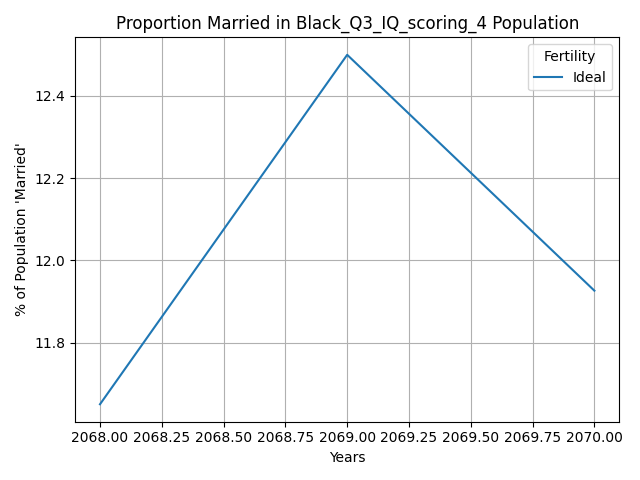 Proportion Married in Black_Q3_IQ_scoring_4 Population
% of Population 'Married'
Fertility
Ideal
12.4
12.2
12.0
11.8
2068.00 2068.25 2068.50 2068.75 2069.00 2069.25 2069.50 2069.75 2070.00
Years